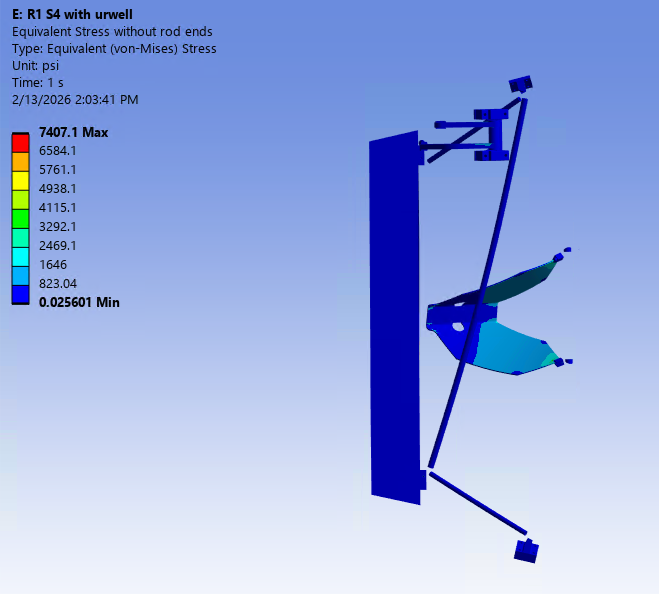 E: R1 S4 with urwell
Equivalent Stress without rod ends
Type: Equivalent (von-Mises) Stress
Unit: psi
Time: 1 s
2/13/2026 2:03:41 PM
7407.1 Max
6584.1
5761.1
4938.1
4115.1
3292.1
2469.1
1646
823.04
0.025601 Min